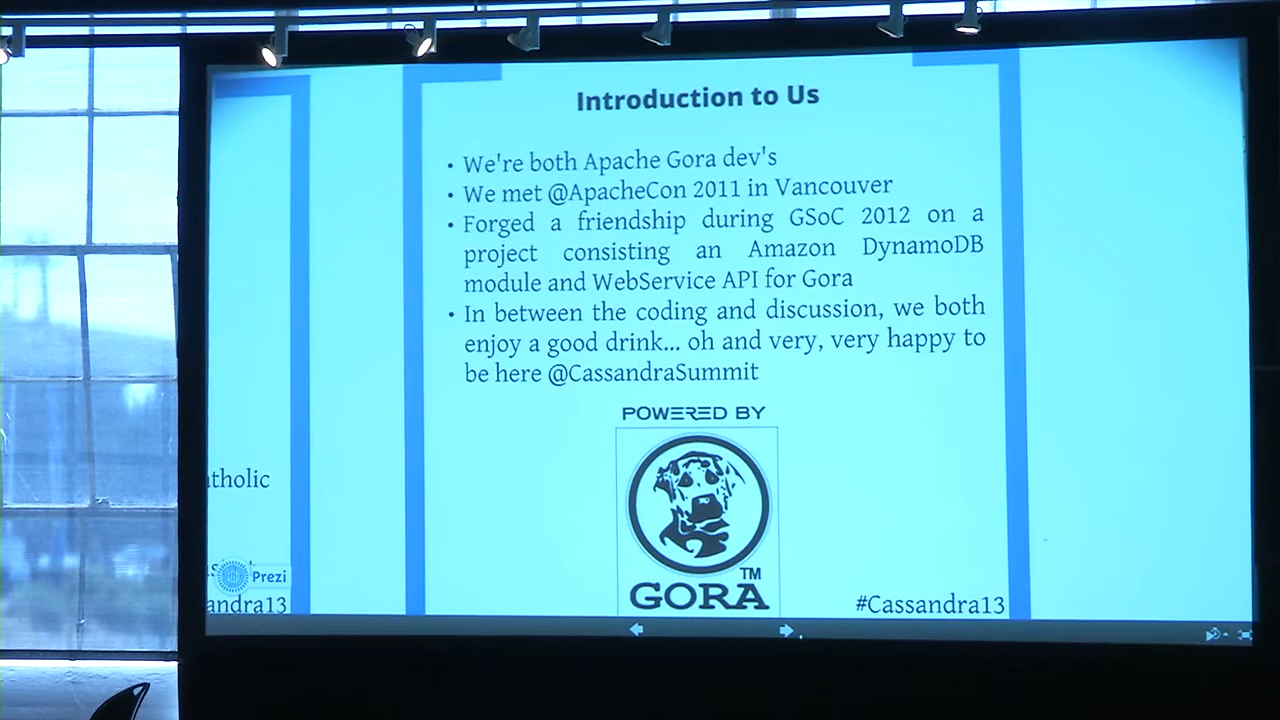 Introduction to Us
• We're both Apache Gora dev's
• We met @ApacheCon 2011 in Vancouver
• Forged a friendship during GSoC 2012 on a
project consisting an Amazon DynamoDB
module and WebService API for Gora
• In between the coding and discussion, we both
enjoy a good drink... oh and very, very happy to
be here @CassandraSummit
POWERED BY
GORA™
#Cassandra13
tholic
Prezi
andra13